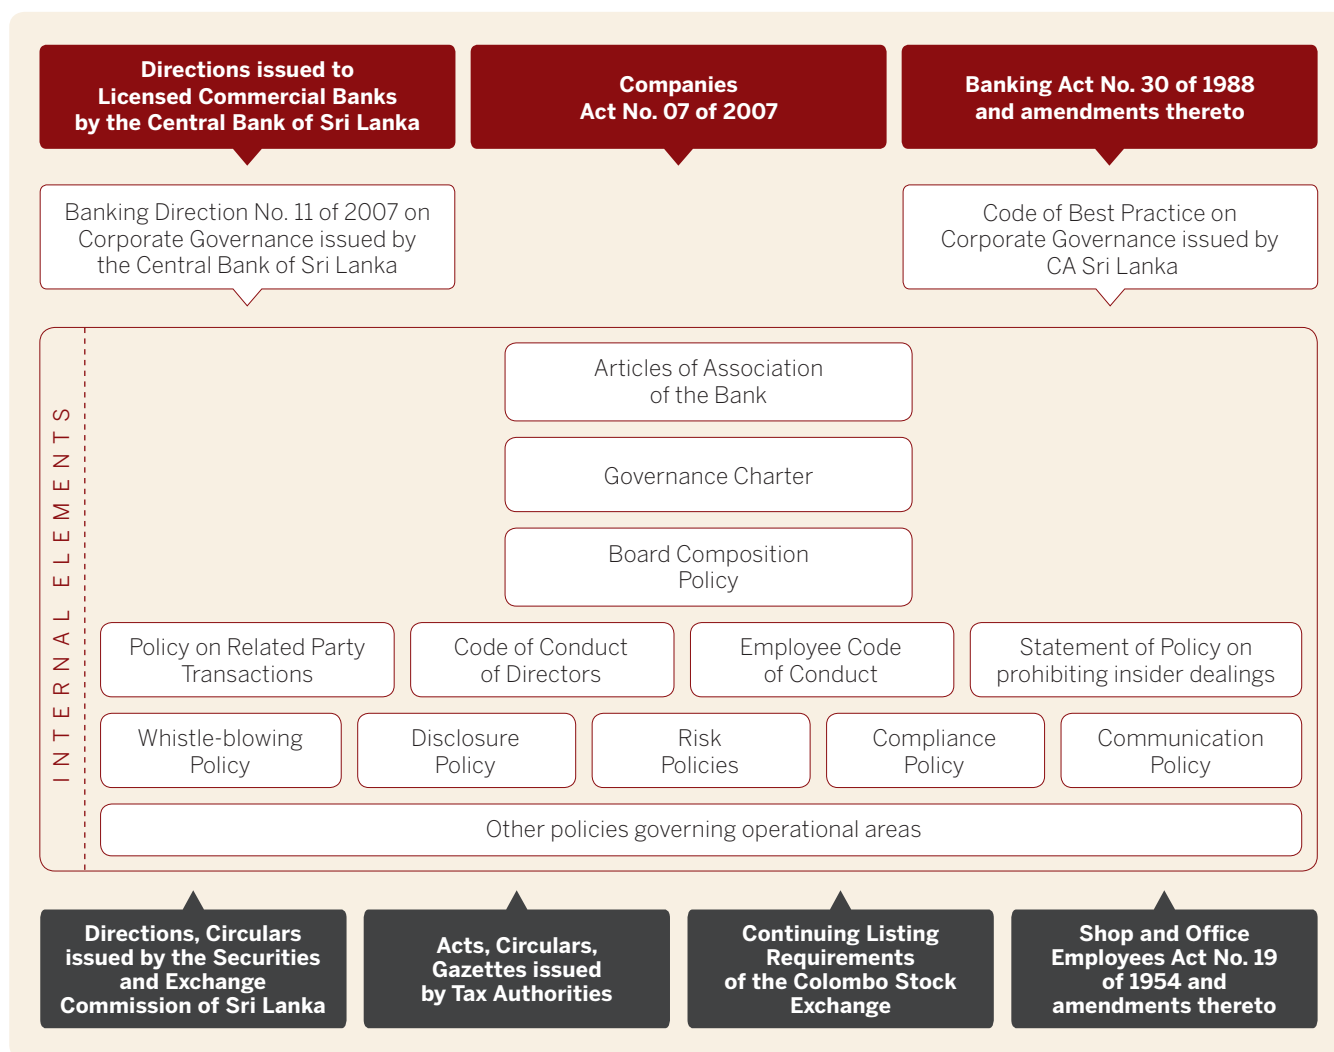 Directions issued to
Licensed Commercial Banks
by the Central Bank of Sri Lanka
Companies
Act No. 07 of 2007
Banking Act No. 30 of 1988
and amendments thereto
Banking Direction No. 11 of 2007 on
Corporate Governance issued by
the Central Bank of Sri Lanka
Code of Best Practice on
Corporate Governance issued by
CA Sri Lanka
INTERNAL ELEMENTS
Articles of Association
of the Bank
Governance Charter
Board Composition
Policy
Policy on Related Party
Transactions
Code of Conduct
of Directors
Employee Code
of Conduct
Statement of Policy on
prohibiting insider dealings
Whistle-blowing
Policy
Disclosure
Policy
Risk
Policies
Compliance
Policy
Communication
Policy
Other policies governing operational areas
Directions, Circulars
issued by the Securities
and Exchange
Commission of Sri Lanka
Acts, Circulars,
Gazettes issued
by Tax Authorities
Continuing Listing
Requirements
of the Colombo Stock
Exchange
Shop and Office
Employees Act No. 19
of 1954 and
amendments thereto